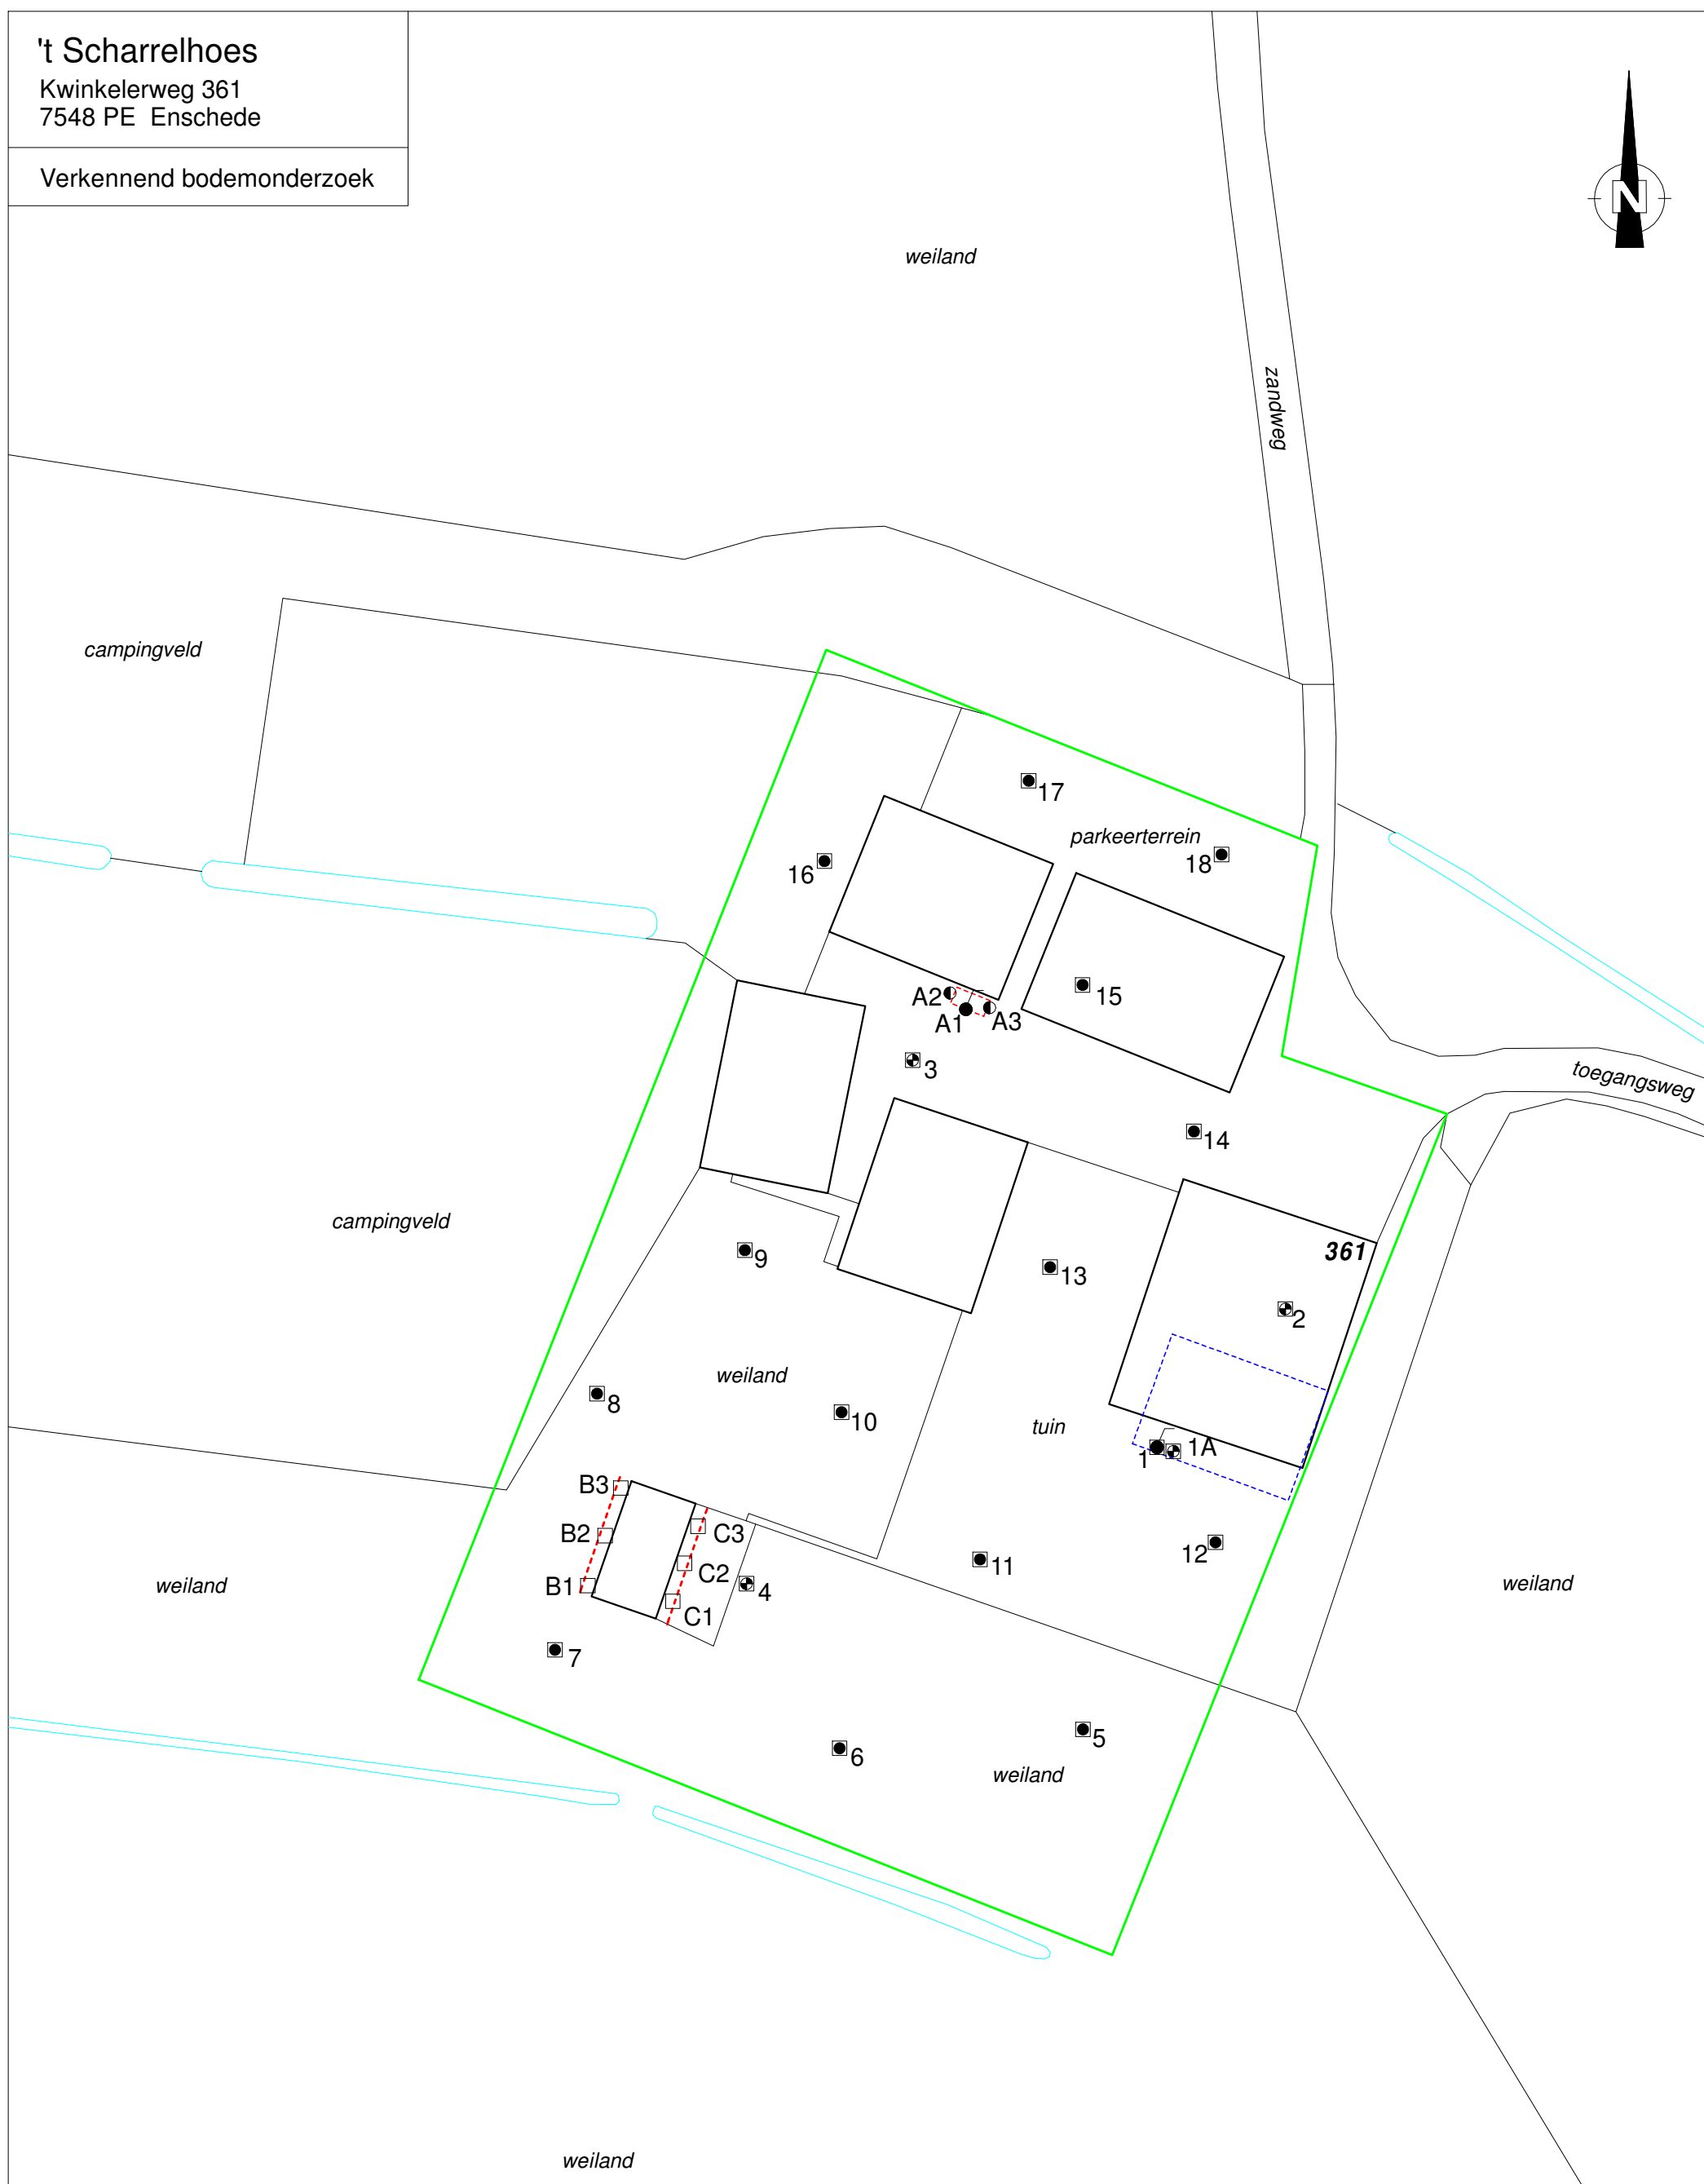 't Scharrelhoes
Kwinkelerweg 361
7548 PE  Enschede
Verkennend bodemonderzoek
N
weiland
zandweg
campingveld
17
parkeerterrein
18
16
15
A2
A1
A3
3
toegangsweg
14
campingveld
361
9
13
2
weiland
8
10
tuin
1
1A
B3
B2
B1
C3
C2
C1
4
11
12
weiland
weiland
7
5
6
weiland
weiland